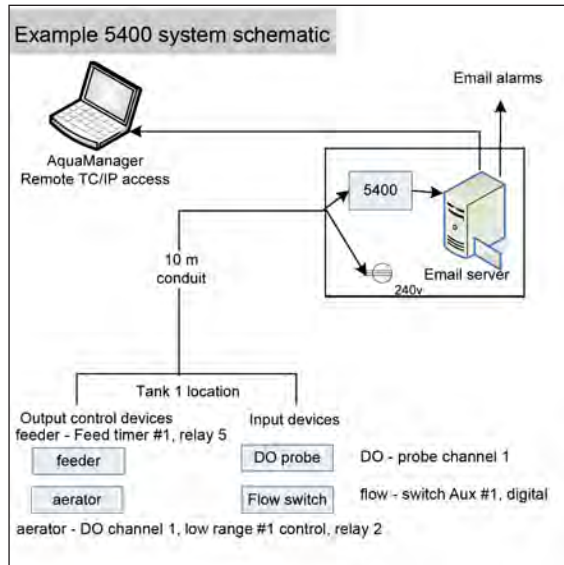 Example 5400 system schematic
Email alarms
AquaManager
Remote TC/IP access
5400
Email server
240v
10 m
conduit
Tank 1 location
Output control devices
feeder - Feed timer #1, relay 5
Input devices
feeder
DO probe
DO - probe channel 1
aerator
Flow switch
flow - switch Aux #1, digital
aerator - DO channel 1, low range #1 control, relay 2